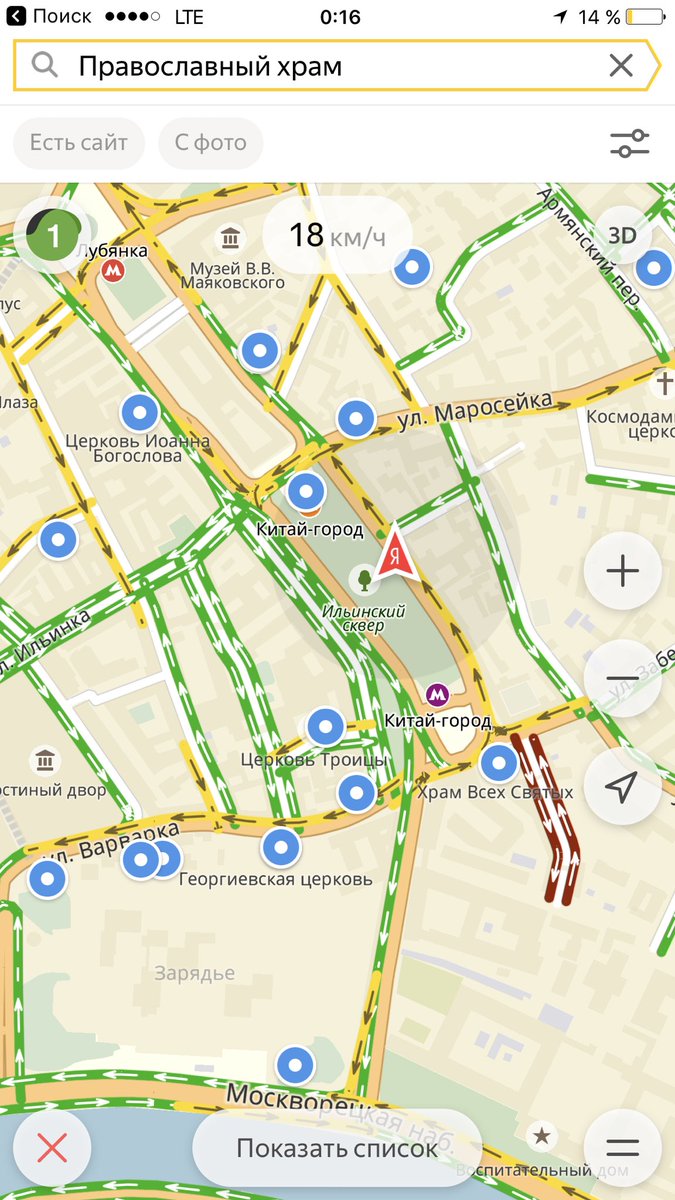 Поиск
LTE
0:16
14 %
Православный храм
Есть сайт
С фото
1
Лубянка
18 км/ч
3D
Армянский пер.
Музей В.В.
Маяковского
ул. Маросейка
Церковь Иоанна
Богослова
Китай-город
Я
Ильинский
сквер
ул. Ильинка
Китай-город
Церковь Троицы
Храм Всех Святых
ул. Варварка
Георгиевская церковь
Зарядье
Москворецкая наб.
Показать список
Воспитательный дом